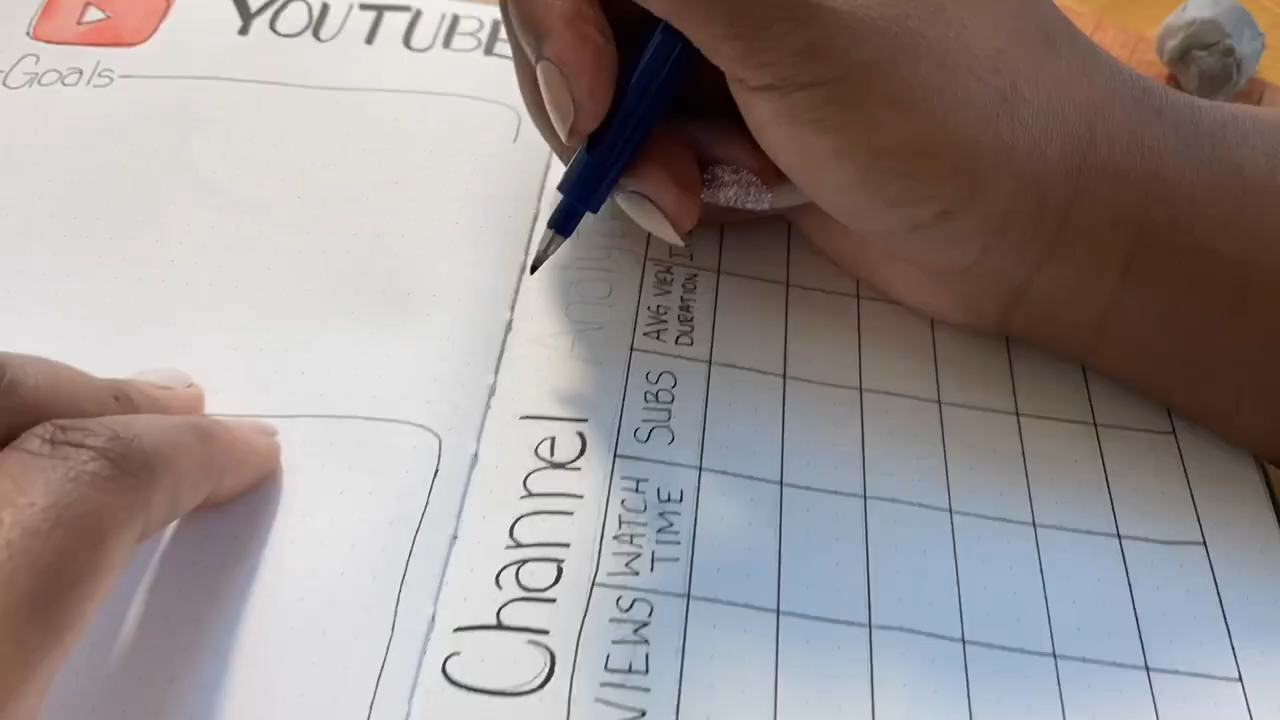 YOUTUBE
Goals
Channel
VIEWS
WATCH
TIME
SUBS
AVG VIEW
DURATION